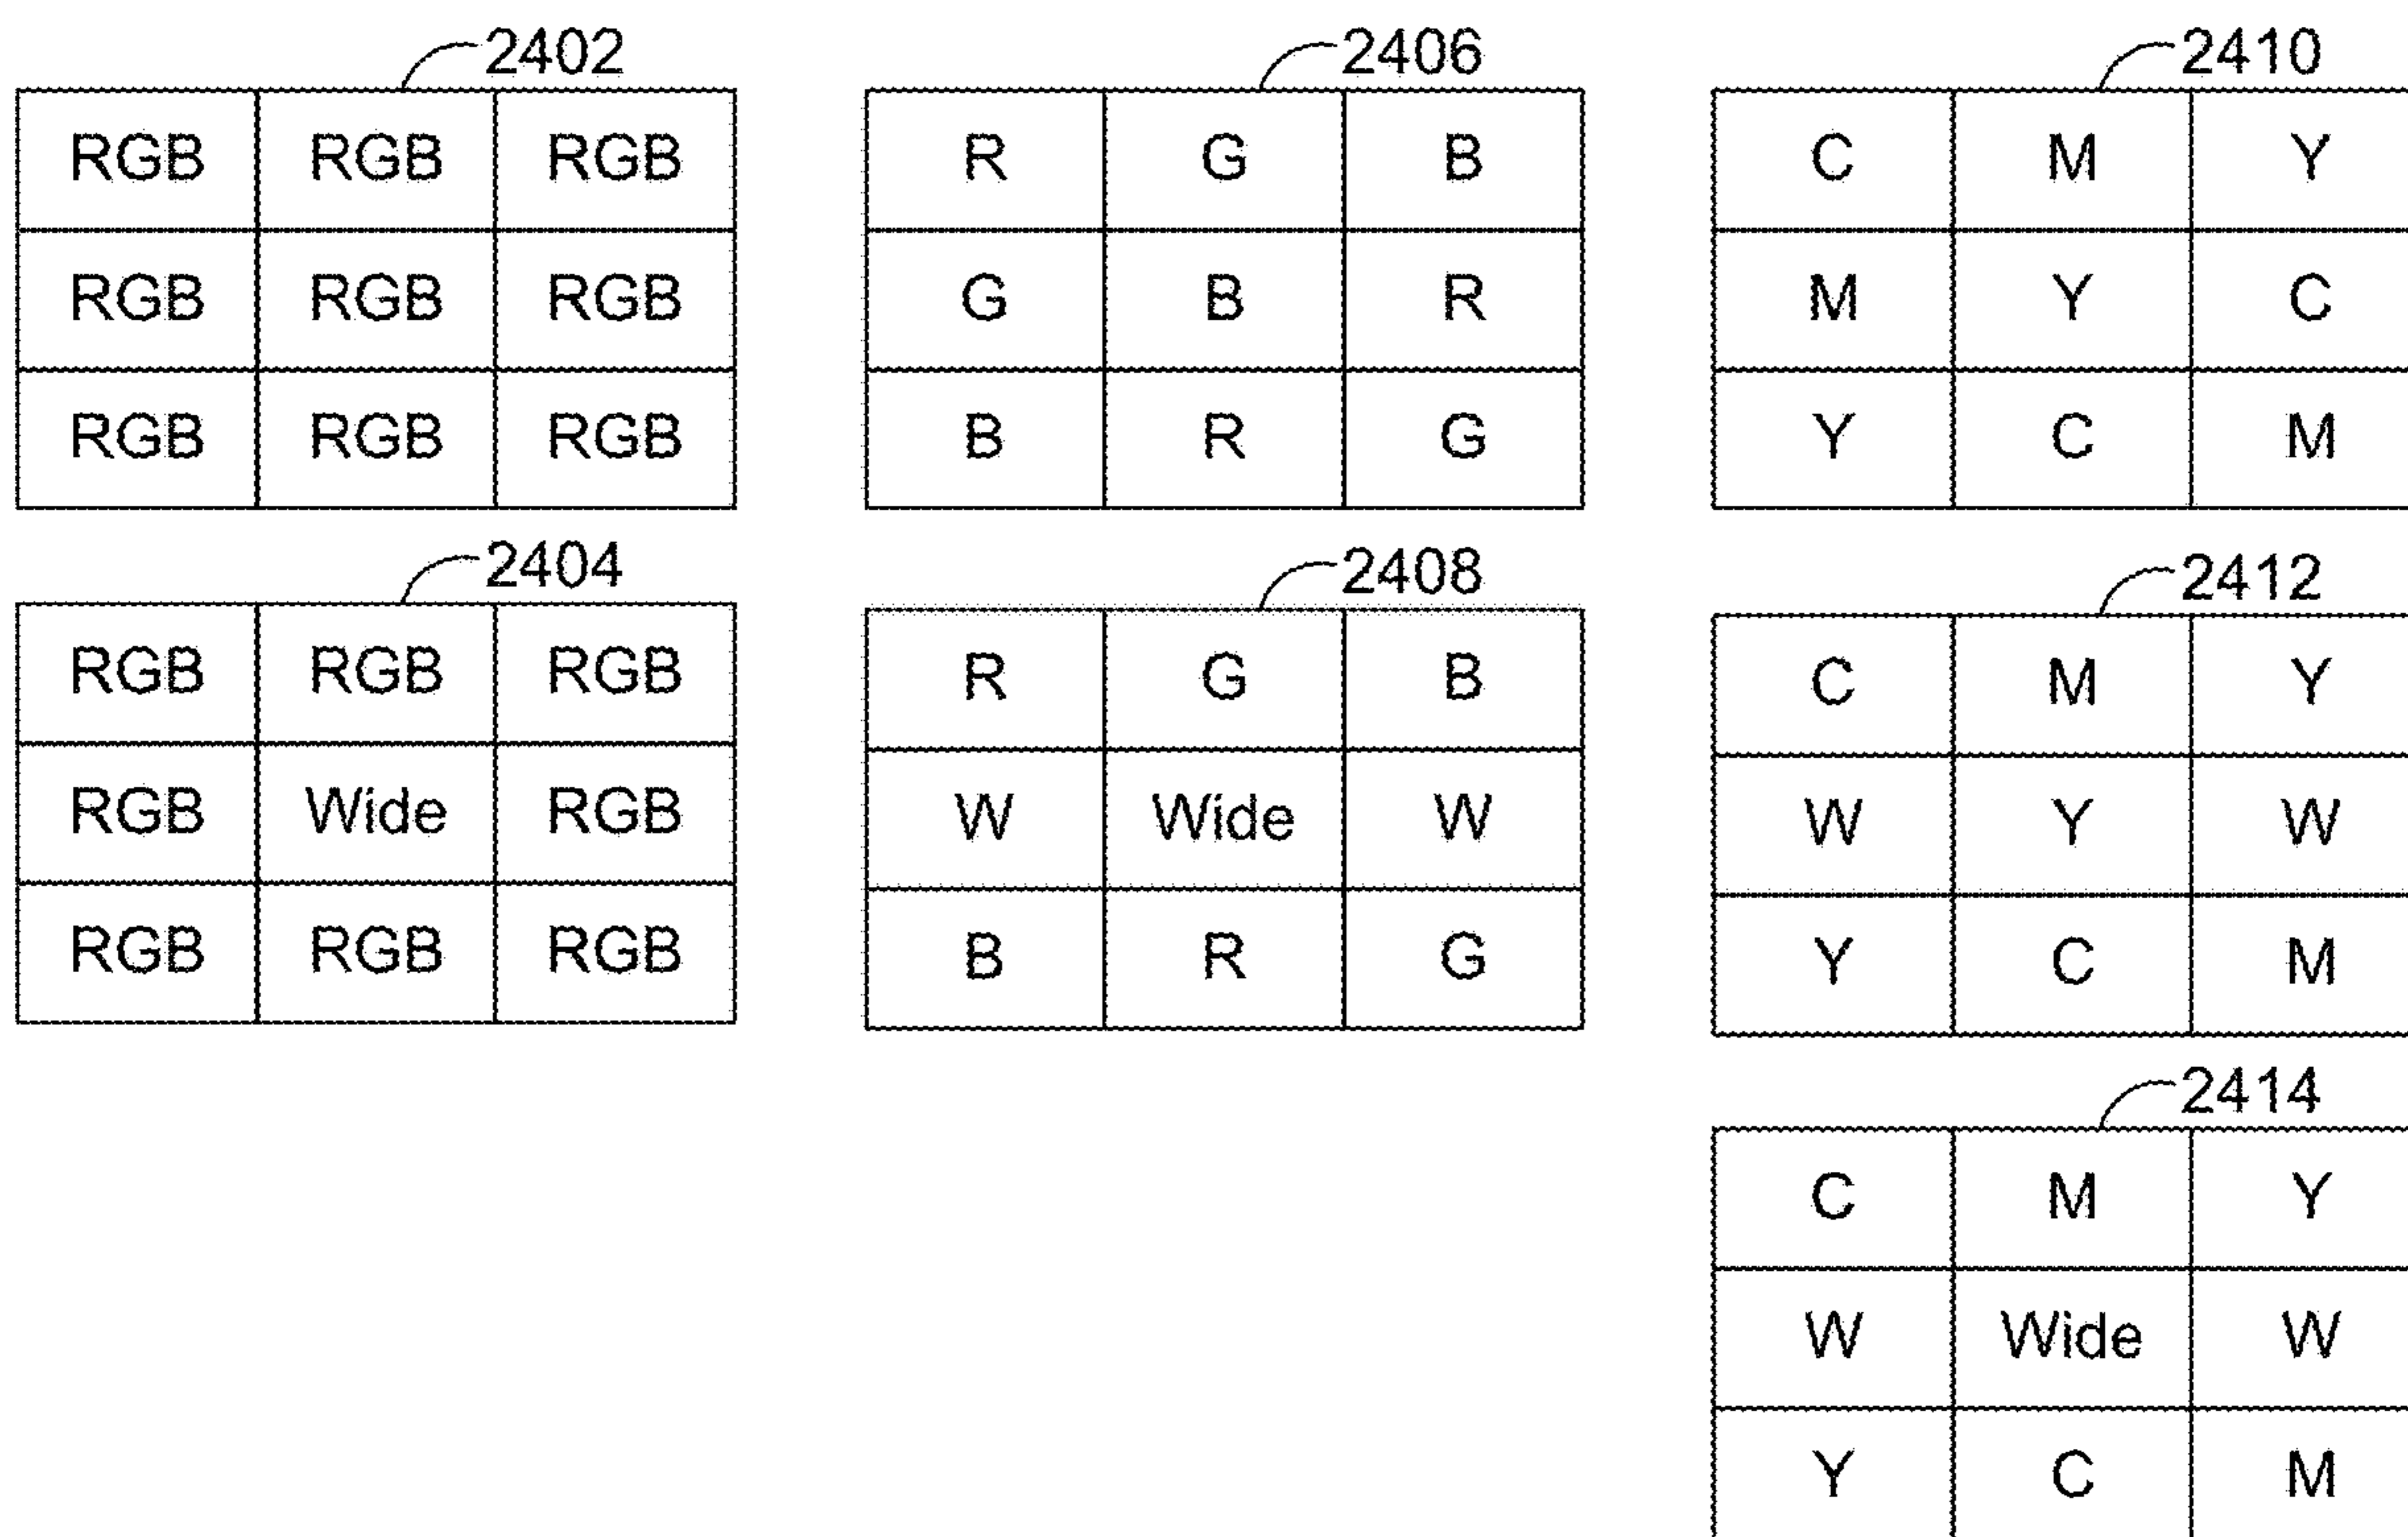 2402
RGB RGB RGB
RGB RGB RGB
RGB RGB RGB
2404
RGB RGB RGB
RGB Wide RGB
RGB RGB RGB
2406
R G B
G B R
B R G
2408
R G B
W Wide W
B R G
2410
C M Y
M Y C
Y C M
2412
C M Y
W Y W
Y C M
2414
C M Y
W Wide W
Y C M